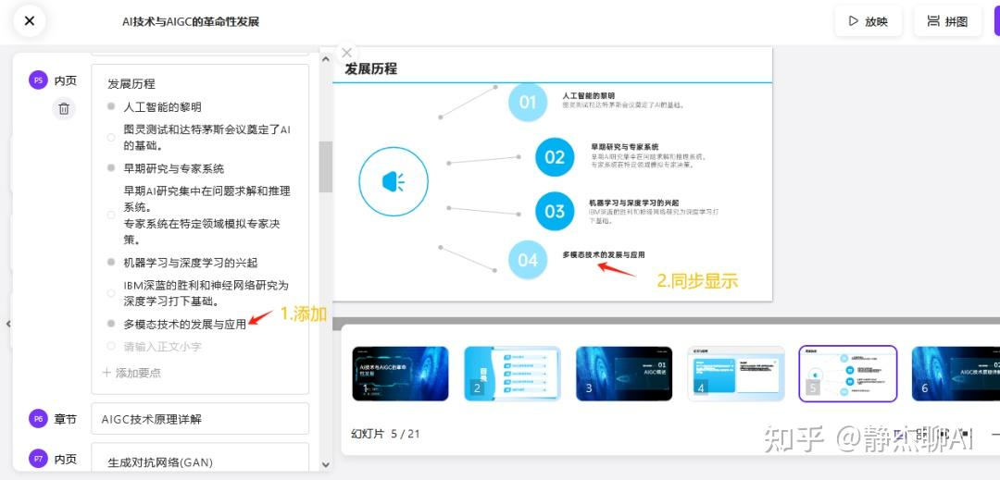 AI技术与AIGC的革命性发展
放映
拼图
P5 内页
发展历程
人工智能的黎明
图灵测试和达特茅斯会议奠定了AI
的基础。
早期研究与专家系统
早期AI研究集中在问题求解和推理
系统。
专家系统在特定领域模拟专家决
策。
机器学习与深度学习的兴起
IBM深蓝的胜利和神经网络研究为
深度学习打下基础。
多模态技术的发展与应用
1.添加
请输入正文小字
添加要点
P6 章节
AIGC技术原理详解
P7 内页
生成对抗网络(GAN)
发展历程
01
人工智能的黎明
图灵测试和达特茅斯会议奠定了AI的基础。
02
早期研究与专家系统
早期AI研究集中在问题求解和推理系统。
专家系统在特定领域模拟专家决策。
03
机器学习与深度学习的兴起
IBM深蓝的胜利和神经网络研究为深度学习打
下基础。
04
多模态技术的发展与应用
2.同步显示
AI技术与AIGC的革命
性发展
目录
2
01
AIGC概述
3
4
5
6
幻灯片 5 / 21
知乎 @静杰聊AI